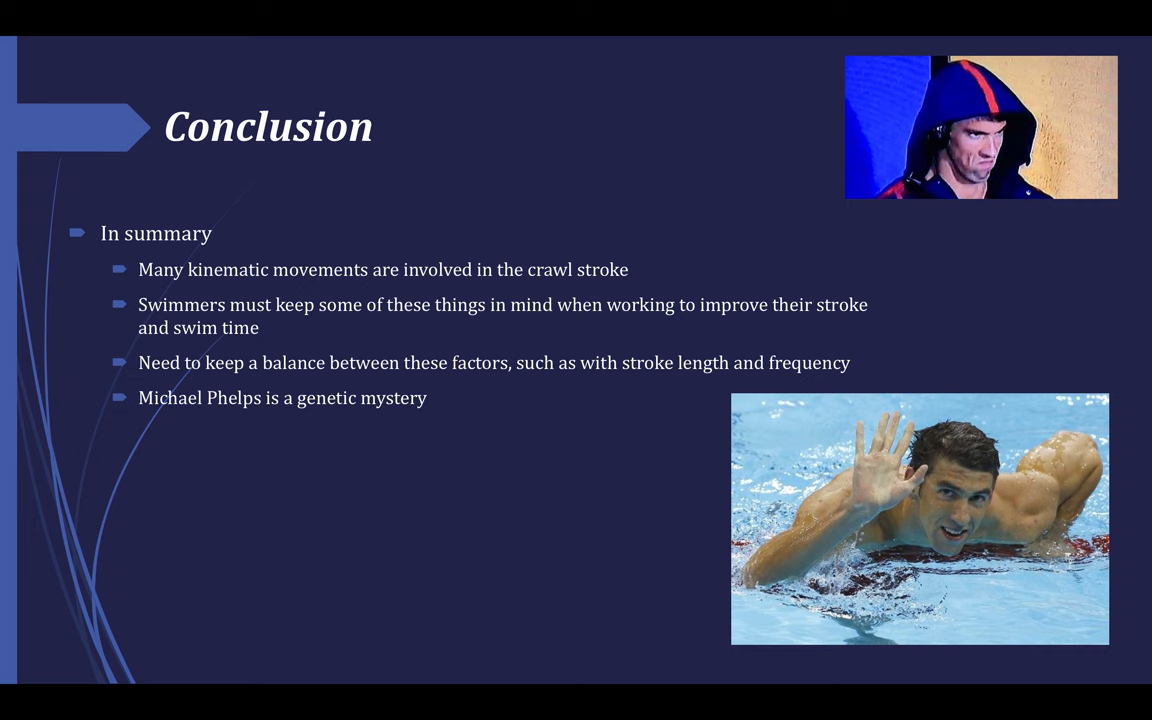 Conclusion
In summary
Many kinematic movements are involved in the crawl stroke
Swimmers must keep some of these things in mind when working to improve their stroke
and swim time
Need to keep a balance between these factors, such as with stroke length and frequency
Michael Phelps is a genetic mystery